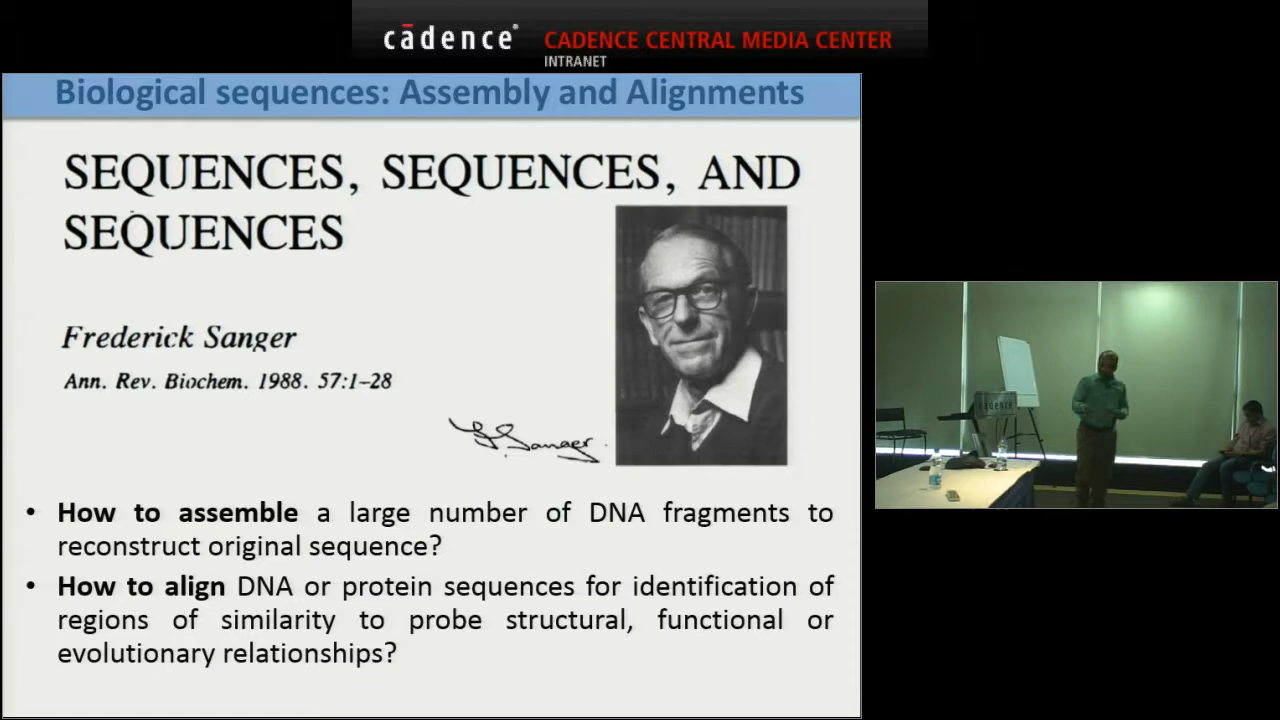 cādence®
CADENCE CENTRAL MEDIA CENTER
INTRANET
Biological sequences: Assembly and Alignments
SEQUENCES, SEQUENCES, AND
SEQUENCES
Frederick Sanger
Ann. Rev. Biochem. 1988. 57:1–28
F. Sanger.
• How to assemble a large number of DNA fragments to
reconstruct original sequence?
• How to align DNA or protein sequences for identification of
regions of similarity to probe structural, functional or
evolutionary relationships?
cādence